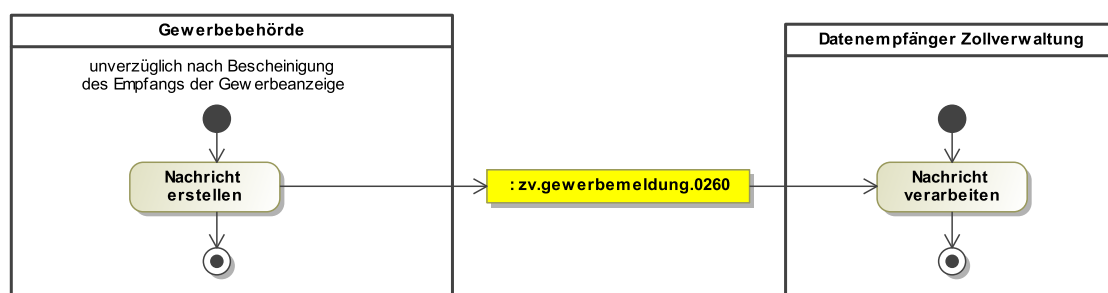 Gewerbebehörde
unverzüglich nach Bescheinigung
des Empfangs der Gewerbeanzeige
Nachricht
erstellen
: zv.gewerbemeldung.0260
Datenempfänger Zollverwaltung
Nachricht
verarbeiten